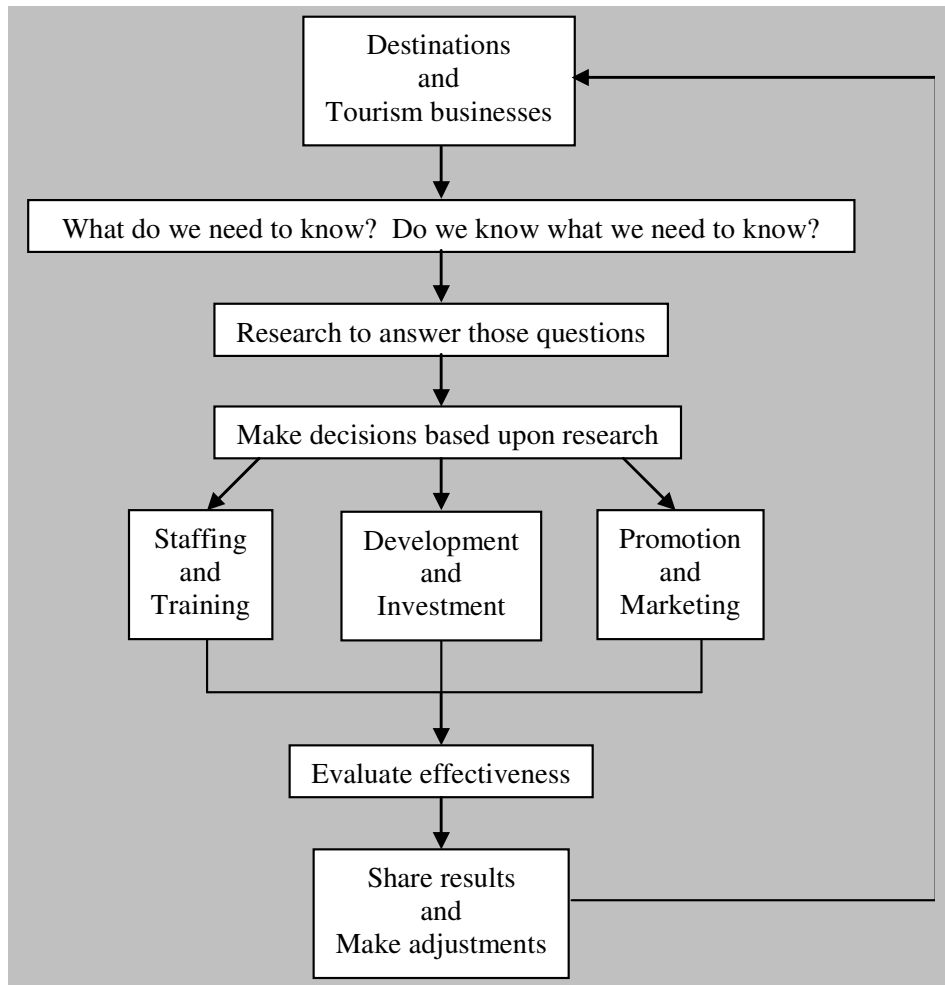 Destinations
and
Tourism businesses
What do we need to know?  Do we know what we need to know?
Research to answer those questions
Make decisions based upon research
Staffing
and
Training
Development
and
Investment
Promotion
and
Marketing
Evaluate effectiveness
Share results
and
Make adjustments